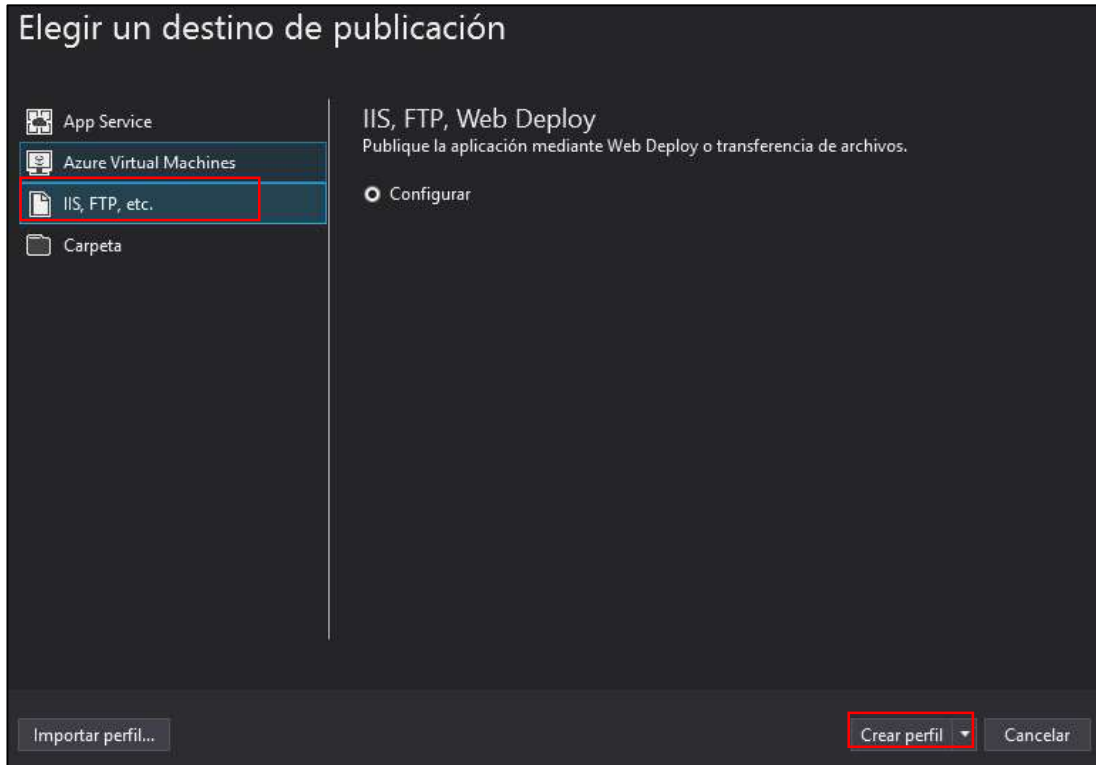 Elegir un destino de publicación
App Service
Azure Virtual Machines
IIS, FTP, etc.
Carpeta
IIS, FTP, Web Deploy
Publique la aplicación mediante Web Deploy o transferencia de archivos.
Configurar
Importar perfil...
Crear perfil
Cancelar